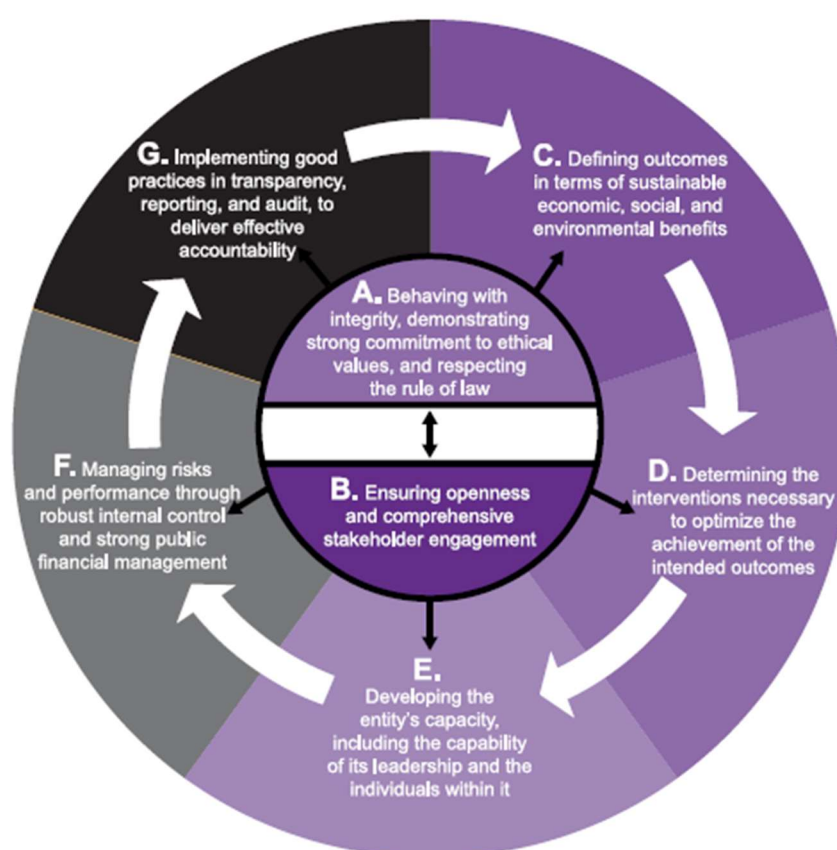 A. Behaving with
integrity, demonstrating
strong commitment to ethical
values, and respecting
the rule of law
B. Ensuring openness
and comprehensive
stakeholder engagement
C. Defining outcomes
in terms of sustainable
economic, social, and
environmental benefits
D. Determining the
interventions necessary
to optimize the
achievement of the
intended outcomes
E.
Developing the
entity's capacity,
including the capability
of its leadership and the
individuals within it
F. Managing risks
and performance through
robust internal control
and strong public
financial management
G. Implementing good
practices in transparency,
reporting, and audit, to
deliver effective
accountability